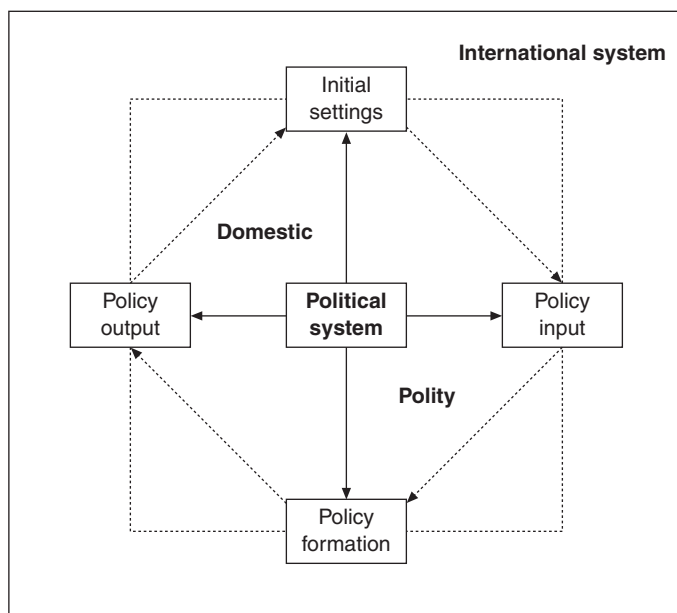 International system
Initial
settings
Domestic
Policy
output
Political
system
Policy
input
Polity
Policy
formation